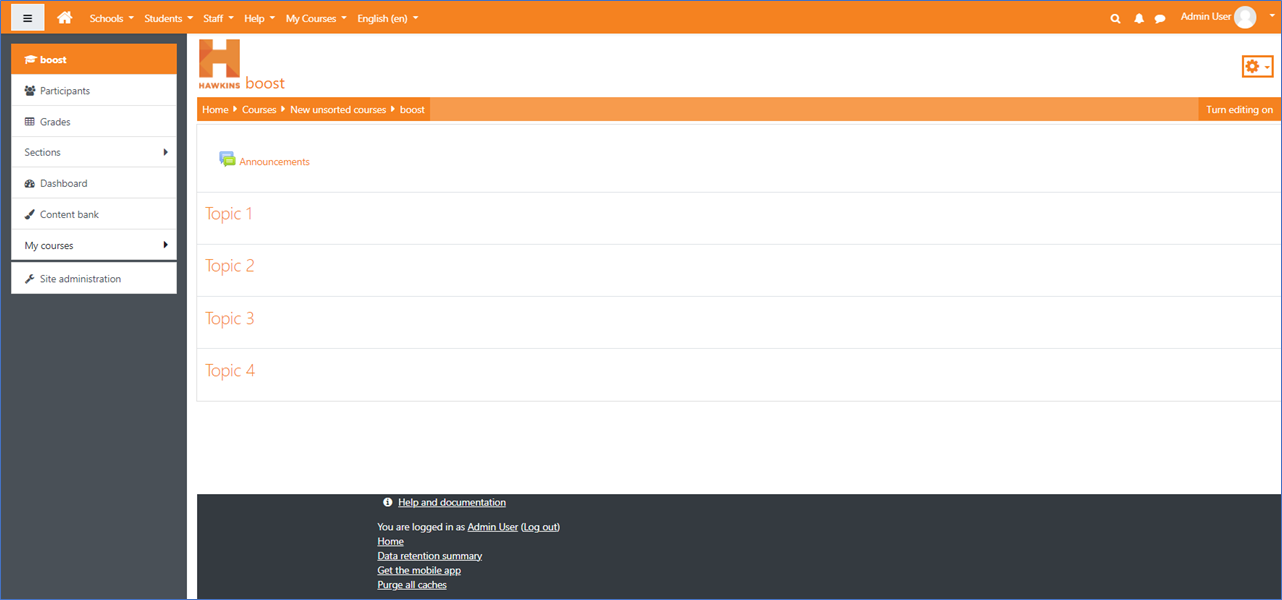 Schools Students Staff Help My Courses English (en) Admin User
boost
Participants
Grades
Sections
Dashboard
Content bank
My courses
Site administration
HAWKINS boost
Home Courses New unsorted courses boost Turn editing on
Announcements
Topic 1
Topic 2
Topic 3
Topic 4
Help and documentation
You are logged in as Admin User (Log out)
Home
Data retention summary
Get the mobile app
Purge all caches